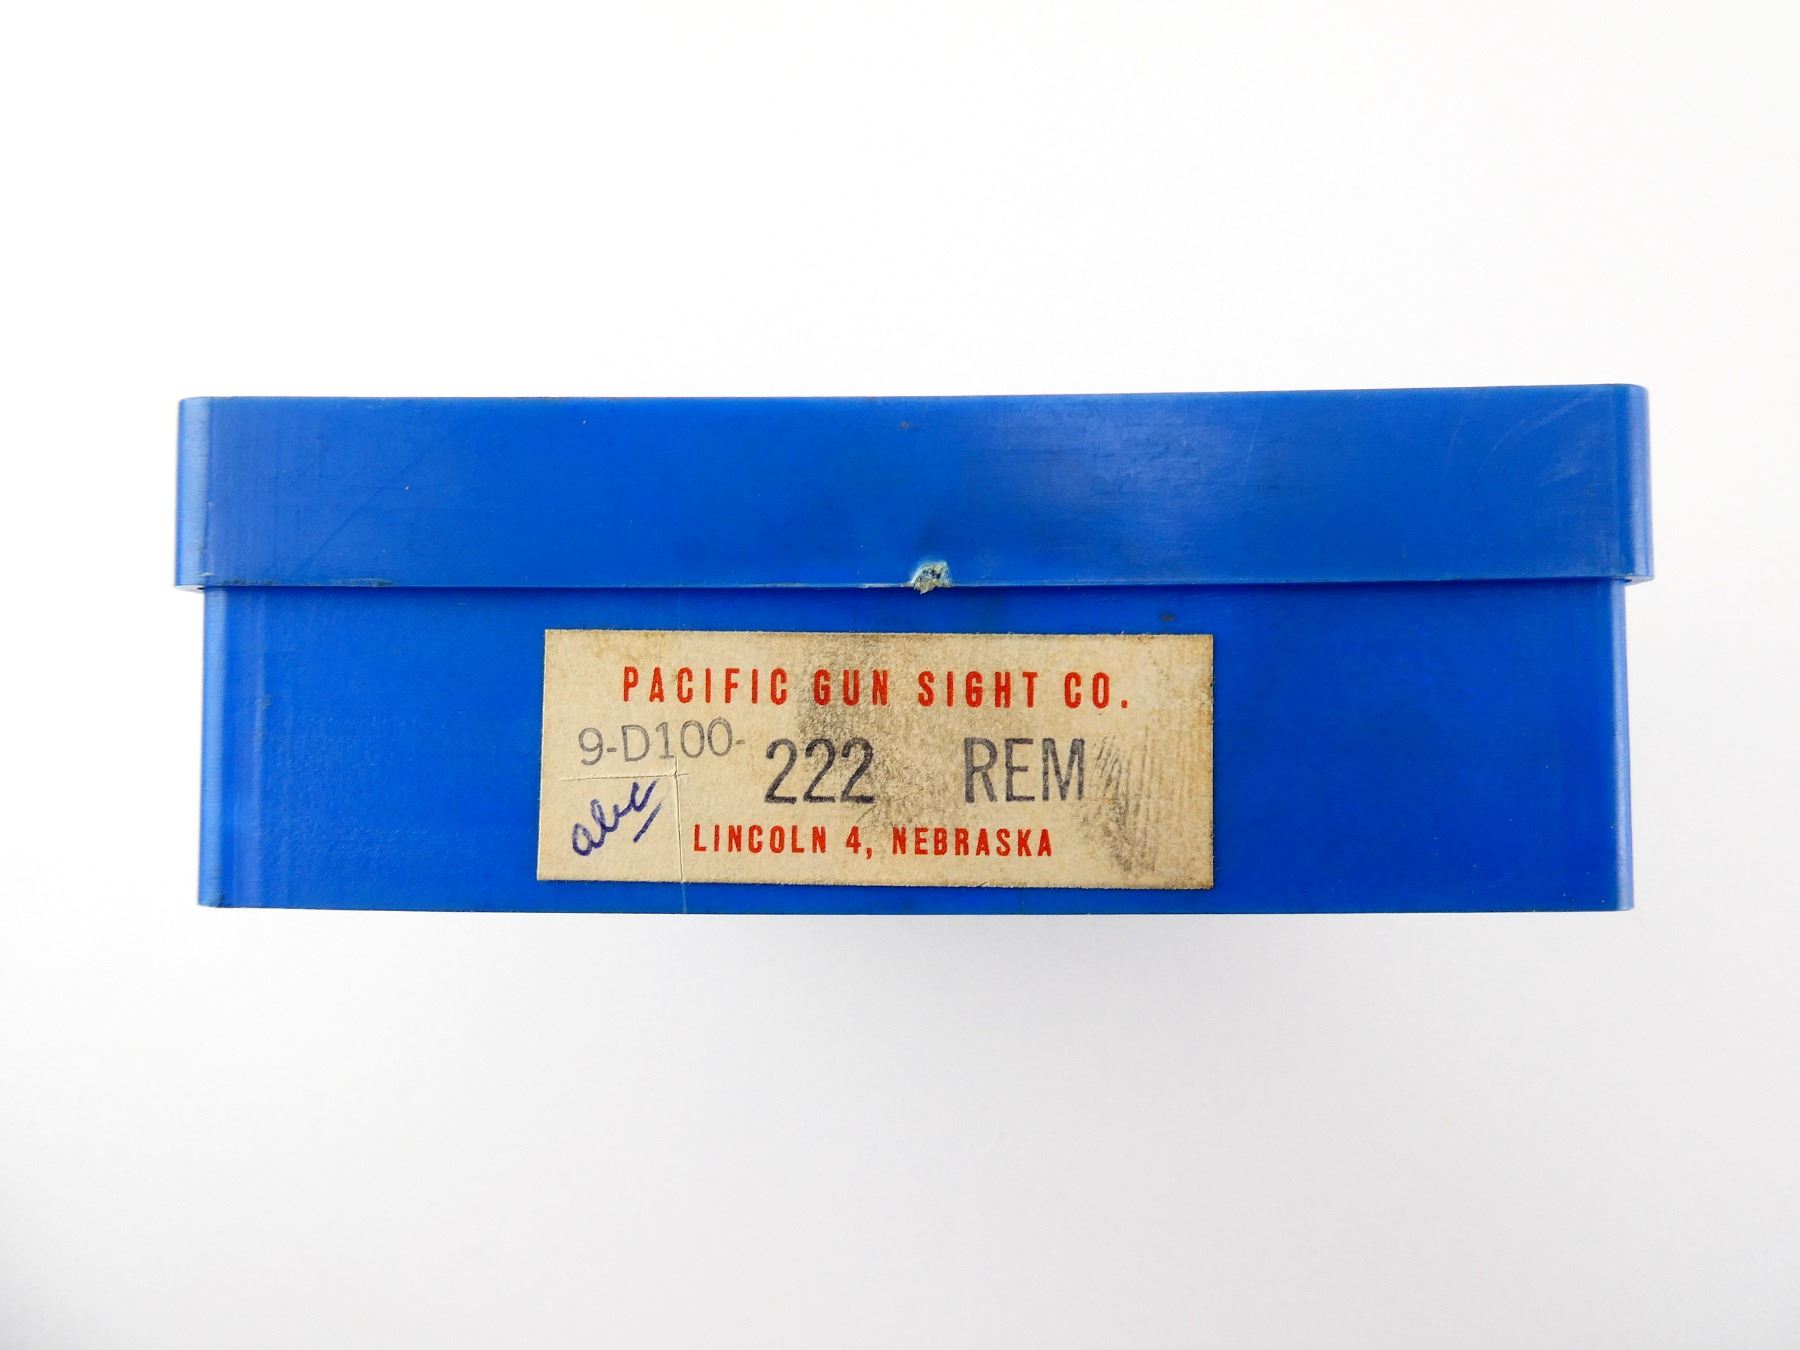 PACIFIC GUN SIGHT CO.
9-D100- 222 REM
LINCOLN 4, NEBRASKA